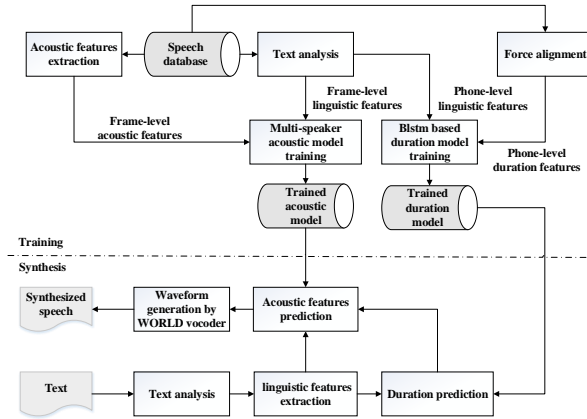 Acoustic features
extraction
Speech
database
Text analysis
Force alignment
Frame-level
linguistic features
Phone-level
linguistic features
Frame-level
acoustic features
Multi-speaker
acoustic model
training
Blstm based
duration model
training
Phone-level
duration features
Trained
acoustic
model
Trained
duration
model
Training
Synthesis
Synthesized
speech
Waveform
generation by
WORLD vocoder
Acoustic features
prediction
Text
Text analysis
linguistic features
extraction
Duration prediction